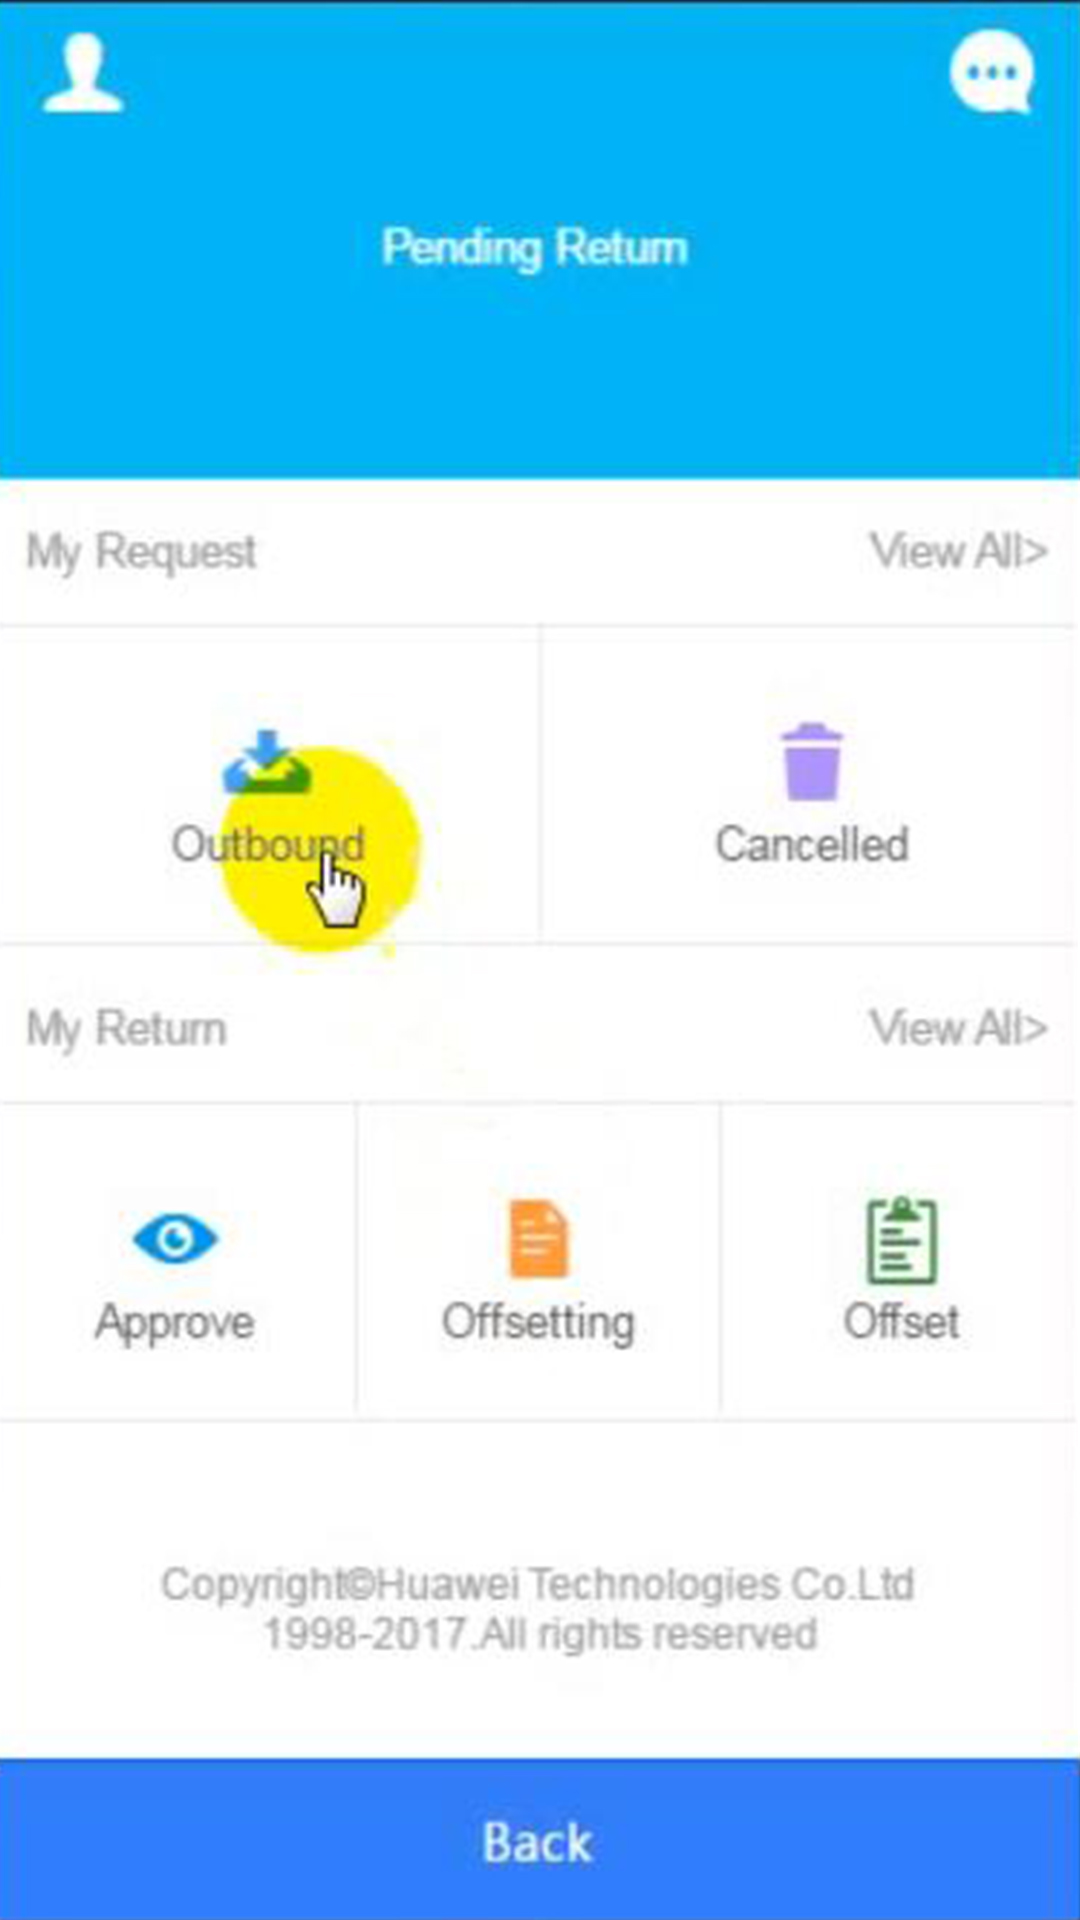 Pending Return
My Request
View All>
Outbound
Cancelled
My Return
View All>
Approve
Offsetting
Offset
Copyright©Huawei Technologies Co.Ltd
1998-2017.All rights reserved
Back